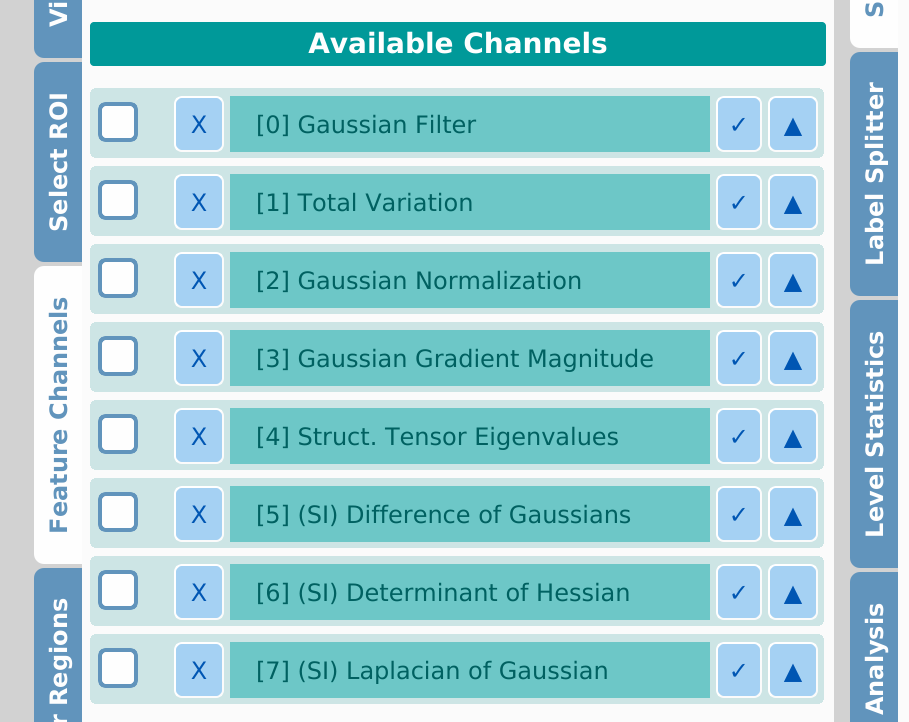 Available Channels
Select ROI
Feature Channels
Regions
X [0] Gaussian Filter ✓ ▲
X [1] Total Variation ✓ ▲
X [2] Gaussian Normalization ✓ ▲
X [3] Gaussian Gradient Magnitude ✓ ▲
X [4] Struct. Tensor Eigenvalues ✓ ▲
X [5] (SI) Difference of Gaussians ✓ ▲
X [6] (SI) Determinant of Hessian ✓ ▲
X [7] (SI) Laplacian of Gaussian ✓ ▲
Label Splitter
Level Statistics
Analysis